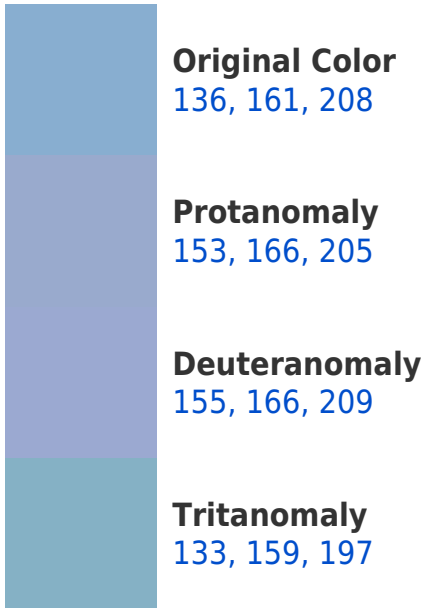 Original Color
136, 161, 208
Protanomaly
153, 166, 205
Deuteranomaly
155, 166, 209
Tritanomaly
133, 159, 197